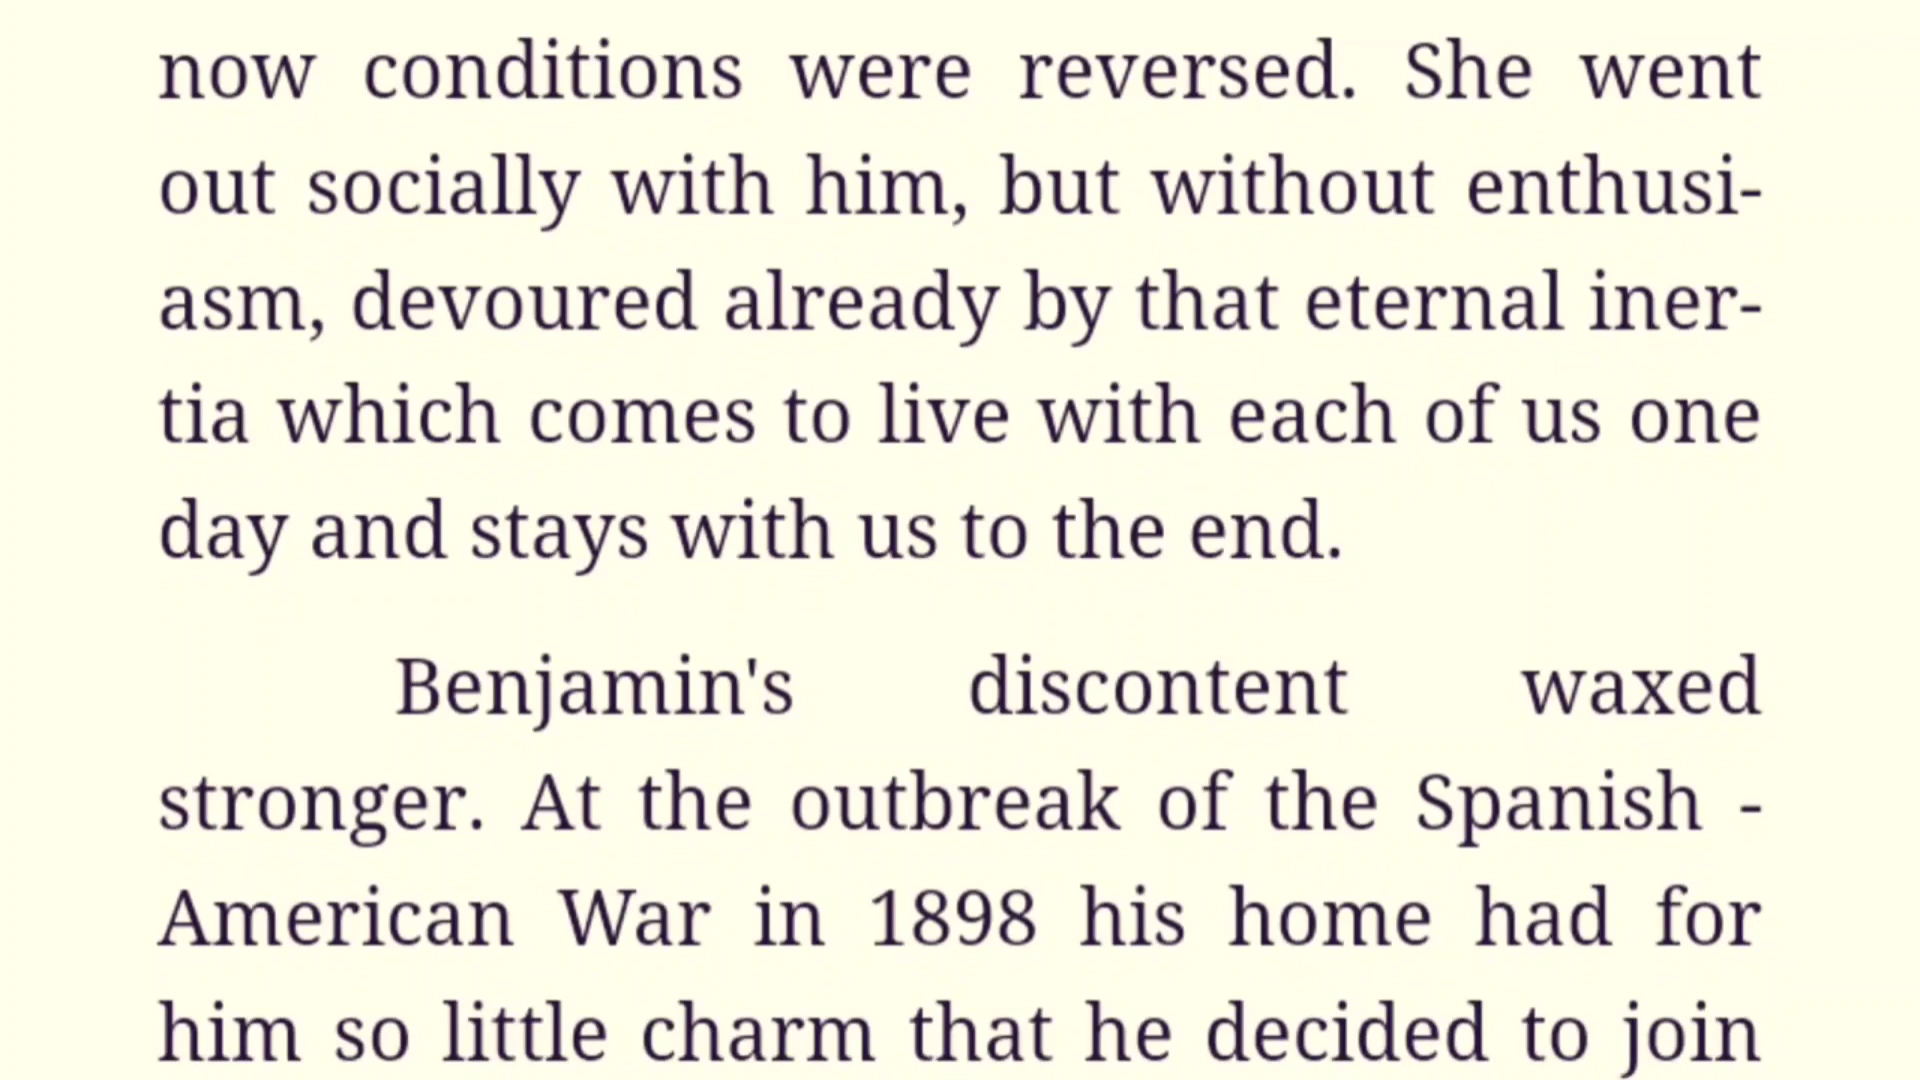 now conditions were reversed. She went
out socially with him, but without enthusi-
asm, devoured already by that eternal iner-
tia which comes to live with each of us one
day and stays with us to the end.
Benjamin's discontent waxed
stronger. At the outbreak of the Spanish -
American War in 1898 his home had for
him so little charm that he decided to join